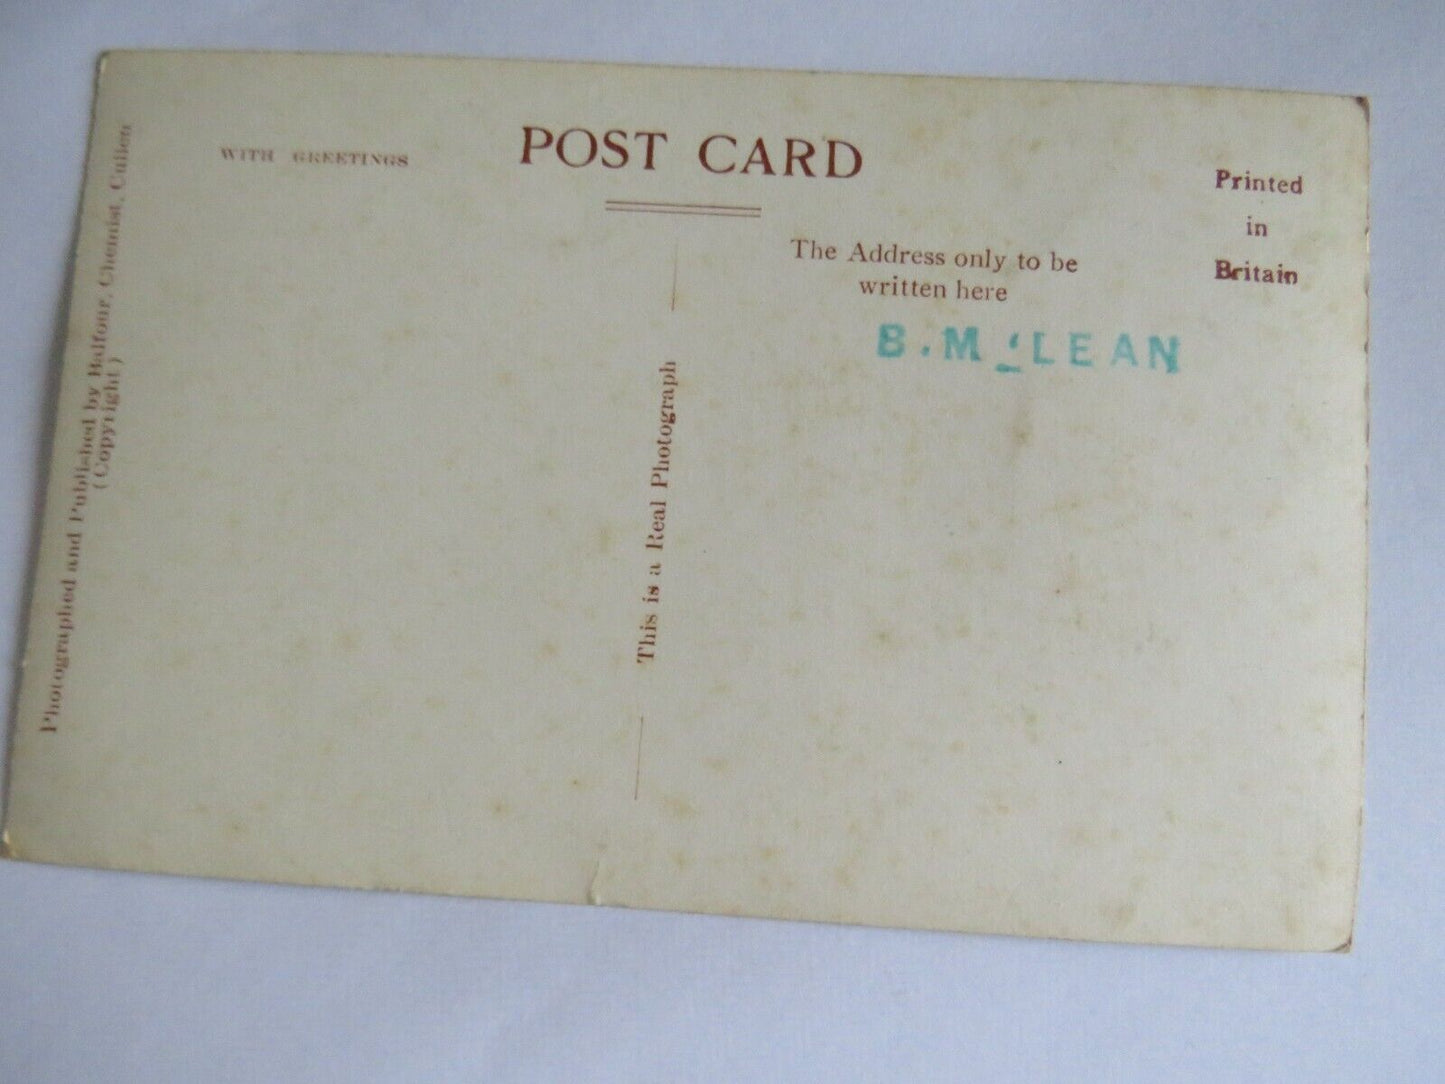 WITH GREETINGS
POST CARD
Printed
in
Britain
The Address only to be
written here
B. McLEAN
This is a Real Photograph
Photographed and Published by Balfour, Chemist, Cullen
(Copyright)